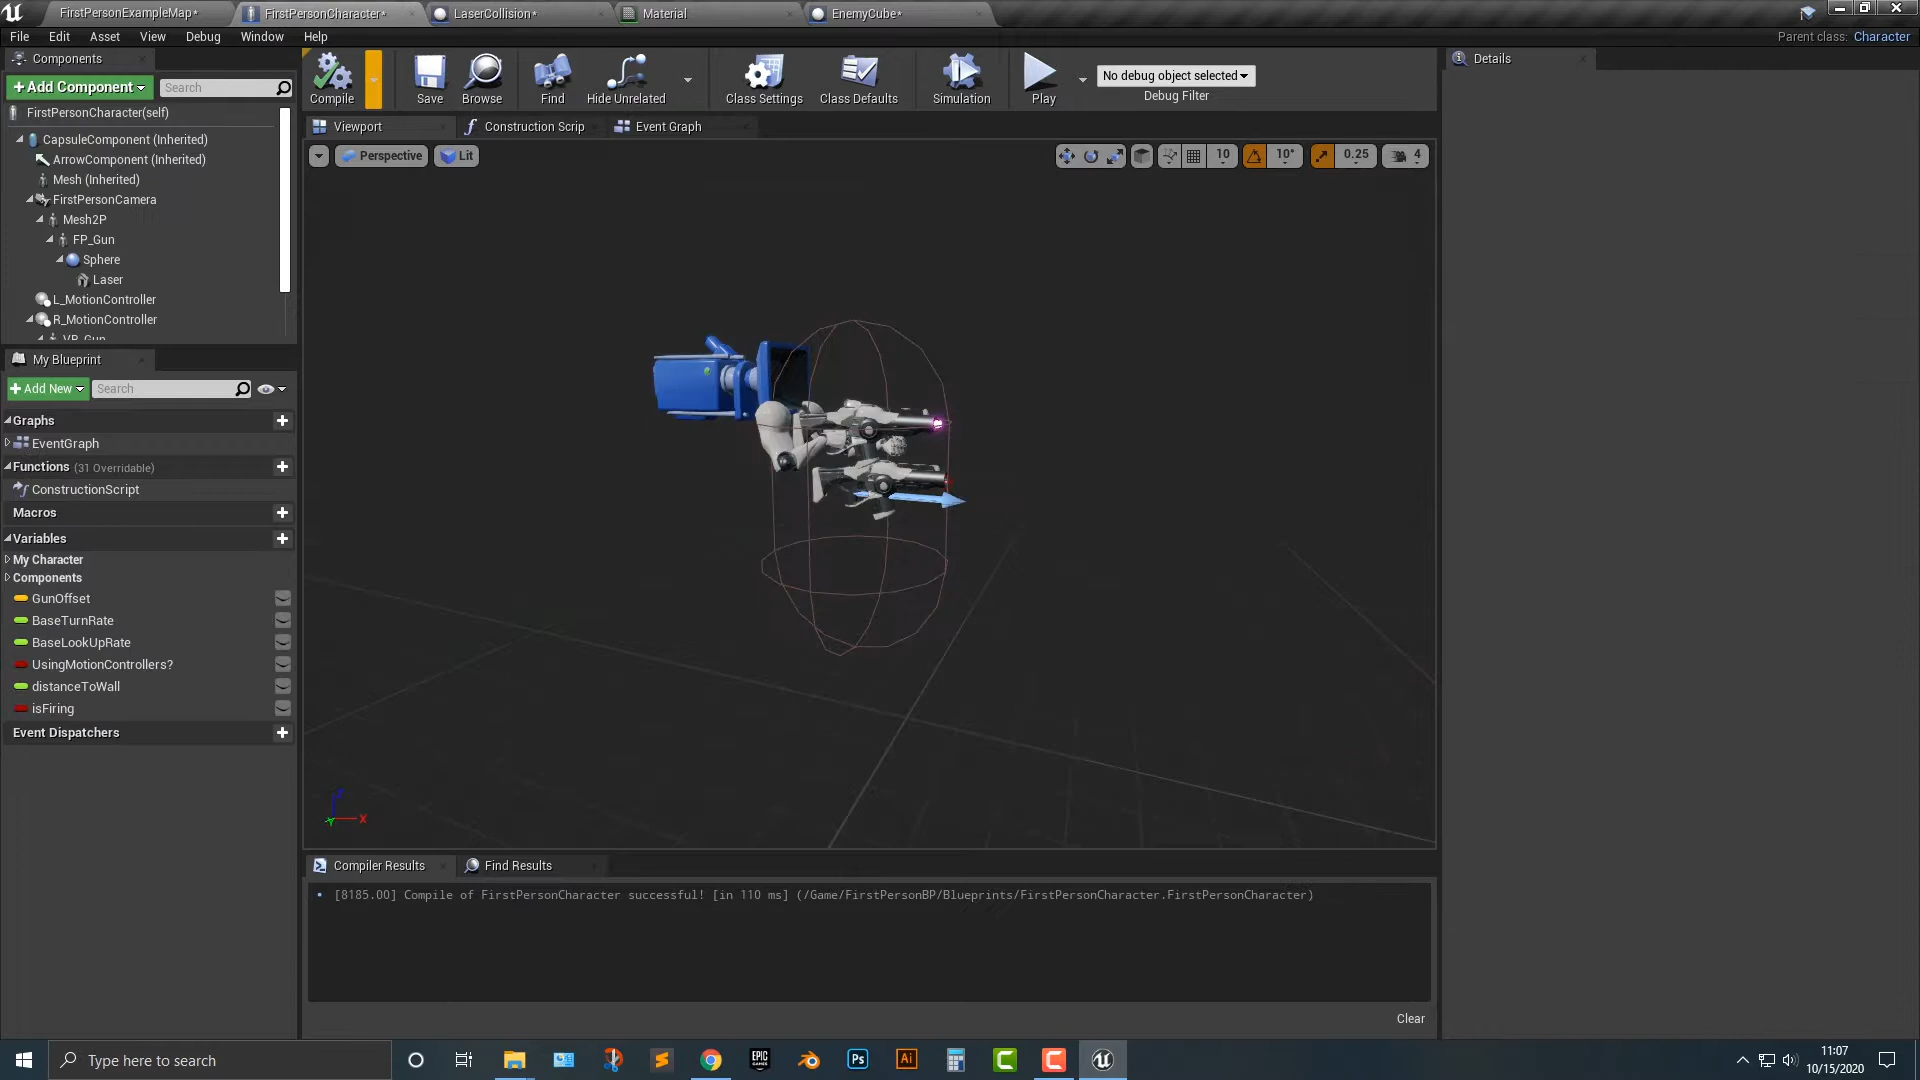 FirstPersonExampleMap*
FirstPersonCharacter*
LaserCollision*
Material
EnemyCube*
File
Edit
Asset
View
Debug
Window
Help
Parent class: Character
Components
+Add Component
Search
FirstPersonCharacter(self)
CapsuleComponent (Inherited)
ArrowComponent (Inherited)
Mesh (Inherited)
FirstPersonCamera
Mesh2P
FP_Gun
Sphere
Laser
L_MotionController
R_MotionController
VR_Gun
My Blueprint
+Add New
Search
Graphs
EventGraph
Functions (31 Overridable)
ConstructionScript
Macros
Variables
My Character
Components
GunOffset
BaseTurnRate
BaseLookUpRate
UsingMotionControllers?
distanceToWall
isFiring
Event Dispatchers
Compile
Save
Browse
Find
Hide Unrelated
Class Settings
Class Defaults
Simulation
Play
No debug object selected
Debug Filter
Viewport
Construction Scrip
Event Graph
Perspective
Lit
10
10°
0.25
4
Z
Y
X
Compiler Results
Find Results
[8185.00] Compile of FirstPersonCharacter successful! [in 110 ms] (/Game/FirstPersonBP/Blueprints/FirstPersonCharacter.FirstPersonCharacter)
Clear
Details
Type here to search
EPIC GAMES
Ps
Ai
11:07
10/15/2020